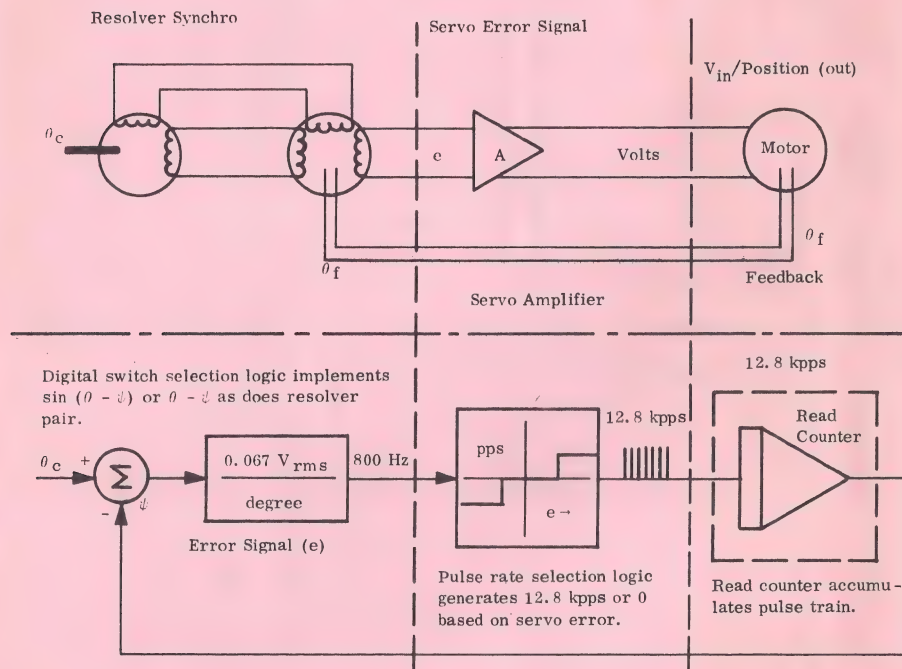 Resolver Synchro
Servo Error Signal
V_in/Position (out)
θc
e
A
Volts
Motor
θf
θf
Feedback
Servo Amplifier
12.8 kpps
Digital switch selection logic implements
sin (θ - ψ) or θ - ψ as does resolver
pair.
θc
+
Σ
-
ψ
0.067 Vrms
degree
800 Hz
Error Signal (e)
pps
e →
12.8 kpps
Read
Counter
Pulse rate selection logic
generates 12.8 kpps or 0
based on servo error.
Read counter accumu-
lates pulse train.